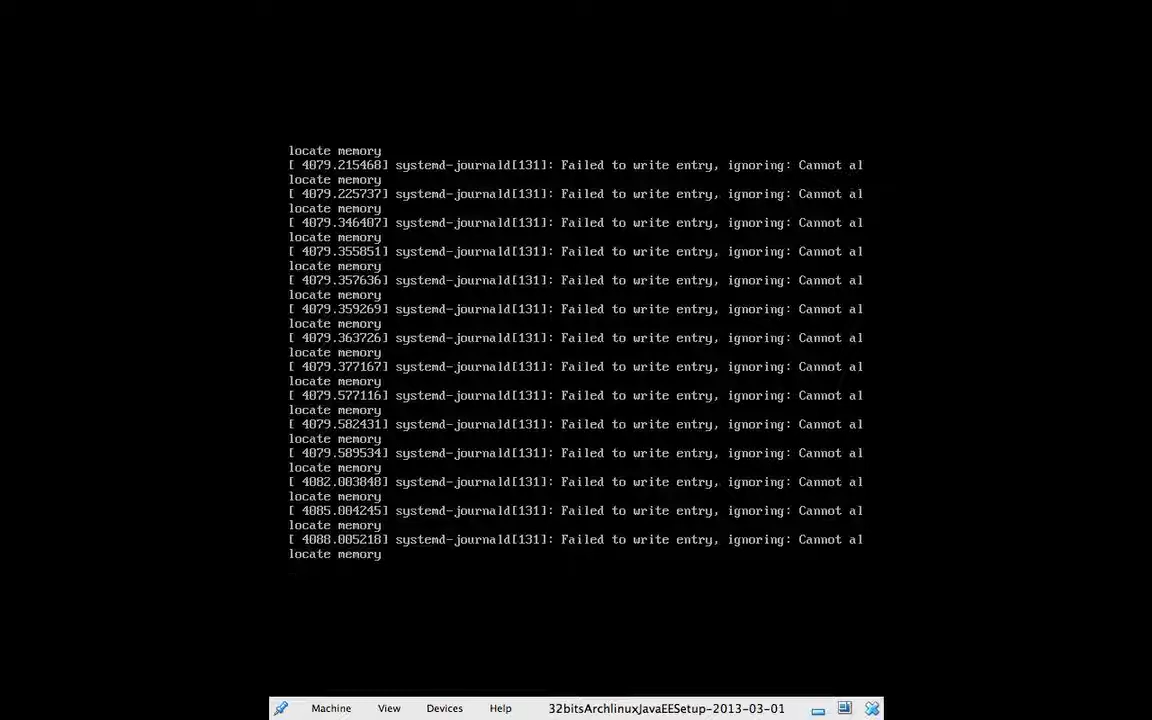 locate memory
[ 4079.215468] systemd-journald[131]: Failed to write entry, ignoring: Cannot al
locate memory
[ 4079.225737] systemd-journald[131]: Failed to write entry, ignoring: Cannot al
locate memory
[ 4079.346407] systemd-journald[131]: Failed to write entry, ignoring: Cannot al
locate memory
[ 4079.355851] systemd-journald[131]: Failed to write entry, ignoring: Cannot al
locate memory
[ 4079.357636] systemd-journald[131]: Failed to write entry, ignoring: Cannot al
locate memory
[ 4079.359269] systemd-journald[131]: Failed to write entry, ignoring: Cannot al
locate memory
[ 4079.363726] systemd-journald[131]: Failed to write entry, ignoring: Cannot al
locate memory
[ 4079.377167] systemd-journald[131]: Failed to write entry, ignoring: Cannot al
locate memory
[ 4079.577116] systemd-journald[131]: Failed to write entry, ignoring: Cannot al
locate memory
[ 4079.582431] systemd-journald[131]: Failed to write entry, ignoring: Cannot al
locate memory
[ 4079.589534] systemd-journald[131]: Failed to write entry, ignoring: Cannot al
locate memory
[ 4082.003848] systemd-journald[131]: Failed to write entry, ignoring: Cannot al
locate memory
[ 4085.004245] systemd-journald[131]: Failed to write entry, ignoring: Cannot al
locate memory
[ 4088.005218] systemd-journald[131]: Failed to write entry, ignoring: Cannot al
locate memory
Machine View Devices Help 32bitsArchlinuxJavaEESetup-2013-03-01